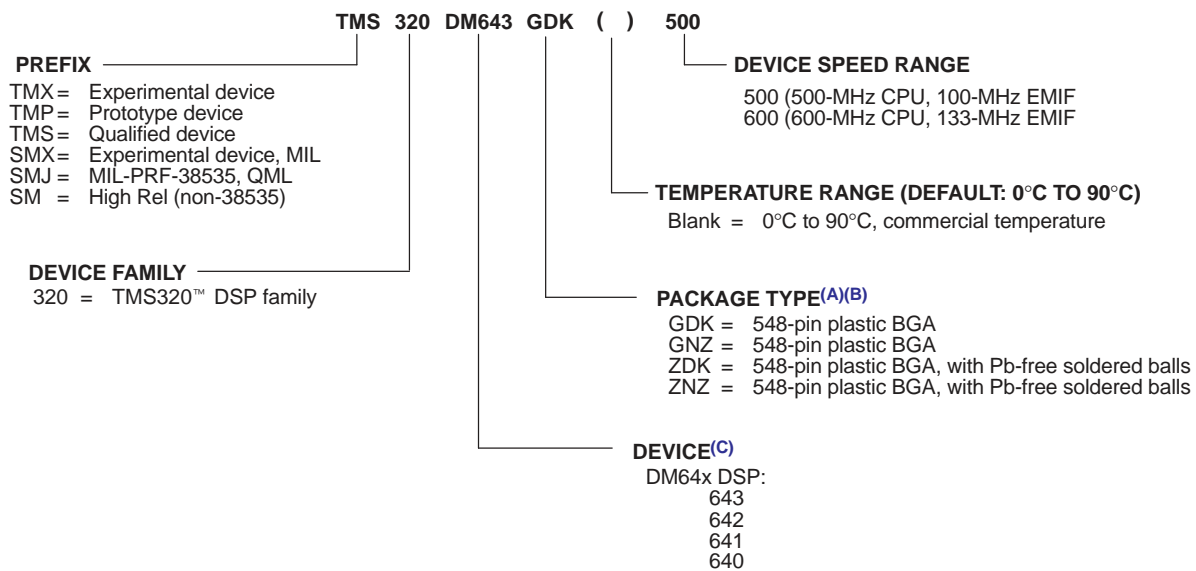 TMS 320 DM643 GDK ( ) 500
PREFIX
TMX = Experimental device
TMP = Prototype device
TMS = Qualified device
SMX = Experimental device, MIL
SMJ = MIL-PRF-38535, QML
SM = High Rel (non-38535)
DEVICE SPEED RANGE
500 (500-MHz CPU, 100-MHz EMIF
600 (600-MHz CPU, 133-MHz EMIF
TEMPERATURE RANGE (DEFAULT: 0°C TO 90°C)
Blank = 0°C to 90°C, commercial temperature
DEVICE FAMILY
320 = TMS320™ DSP family
PACKAGE TYPE(A)(B)
GDK = 548-pin plastic BGA
GNZ = 548-pin plastic BGA
ZDK = 548-pin plastic BGA, with Pb-free soldered balls
ZNZ = 548-pin plastic BGA, with Pb-free soldered balls
DEVICE(C)
DM64x DSP:
643
642
641
640